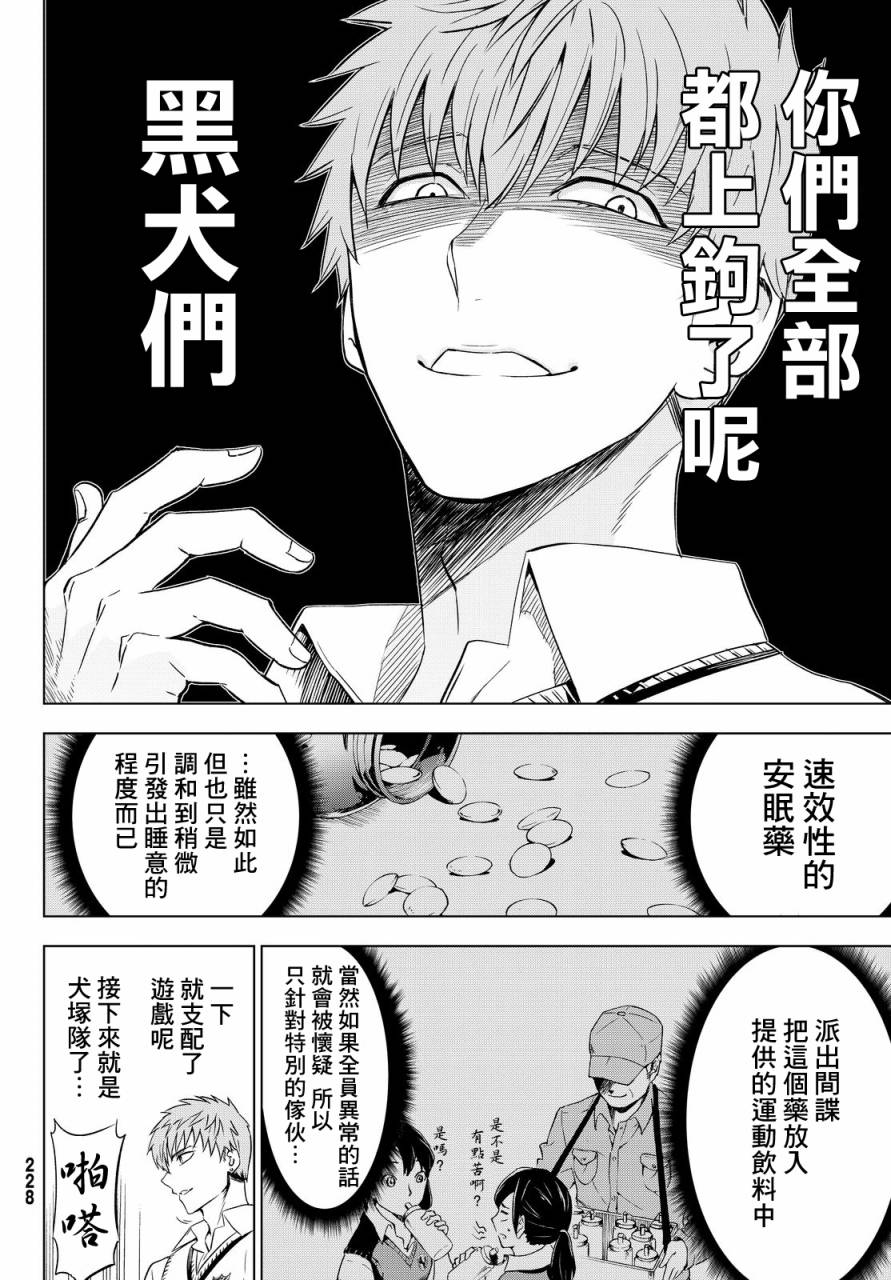 你們全部
都上鉤了呢
黑犬們
速效性的
安眠藥
…雖然如此
但也只是
調和到稍微
引發出睡意的
程度而已
派出間諜
把這個藥放入
提供的運動飲料中
是不是
有點苦啊？
是嗎？
當然如果全員異常的話
就會被懷疑 所以
只針對特別的傢伙…
一下
就支配了
遊戲呢
接下來就是
犬塚隊了…
啪嗒
228